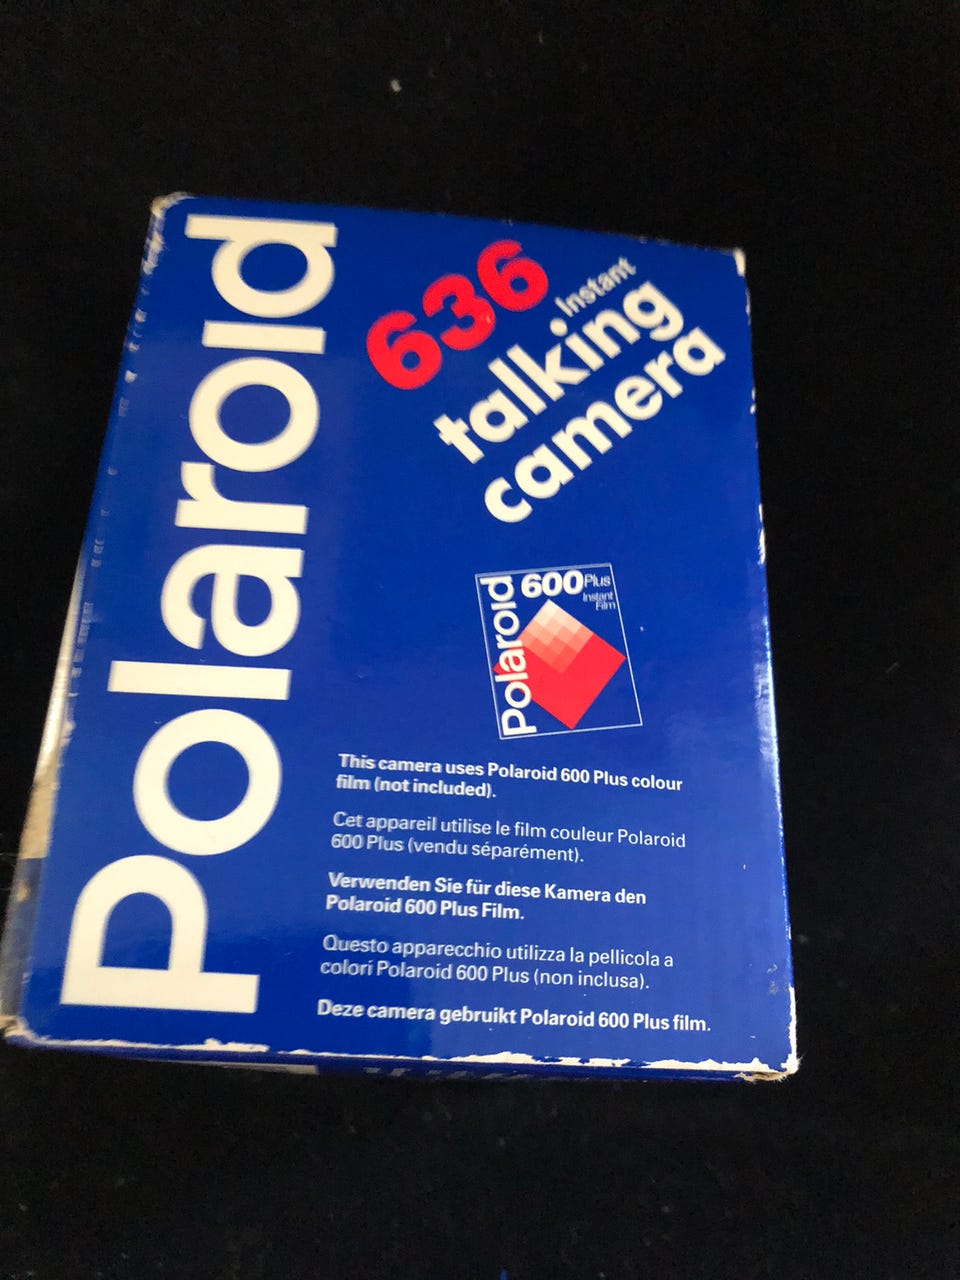 Polaroid
636
Instant
talking
camera
Polaroid
600 Plus
Instant
Film
This camera uses Polaroid 600 Plus colour
film (not included).
Cet appareil utilise le film couleur Polaroid
600 Plus (vendu séparément).
Verwenden Sie für diese Kamera den
Polaroid 600 Plus Film.
Questo apparecchio utilizza la pellicola a
colori Polaroid 600 Plus (non inclusa).
Deze camera gebruikt Polaroid 600 Plus film.